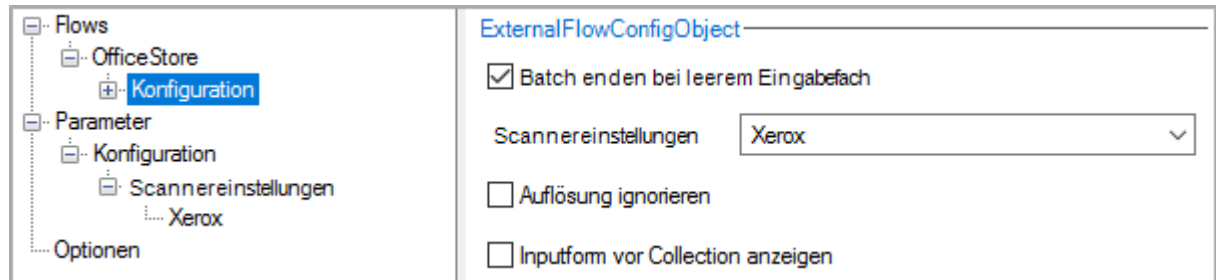 Flows
OfficeStore
Konfiguration
Parameter
Konfiguration
Scannereinstellungen
Xerox
Optionen
ExternalFlowConfigObject
Batch enden bei leerem Eingabefach
Scannereinstellungen Xerox
Auflösung ignorieren
Inputform vor Collection anzeigen